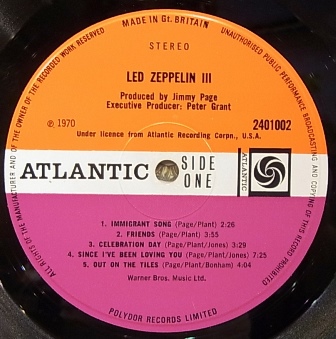 MADE IN GT. BRITAIN
STEREO
LED ZEPPELIN III
Produced by Jimmy Page
Executive Producer: Peter Grant
℗ 1970
2401002
Under licence from Atlantic Recording Corpn., U.S.A.
ATLANTIC
SIDE
ONE
ATLANTIC
1. IMMIGRANT SONG (Page/Plant) 2:26
2. FRIENDS (Page/Plant) 3:55
3. CELEBRATION DAY (Page/Plant/Jones) 3:29
4. SINCE I'VE BEEN LOVING YOU (Page/Plant/Jones) 7:25
5. OUT ON THE TILES (Page/Plant/Bonham) 4:04
Warner Bros. Music Ltd.
POLYDOR RECORDS LIMITED
ALL RIGHTS OF THE MANUFACTURER AND OF THE OWNER OF THE RECORDED WORK RESERVED
UNAUTHORISED PUBLIC PERFORMANCE BROADCASTING AND COPYING OF THIS RECORD PROHIBITED